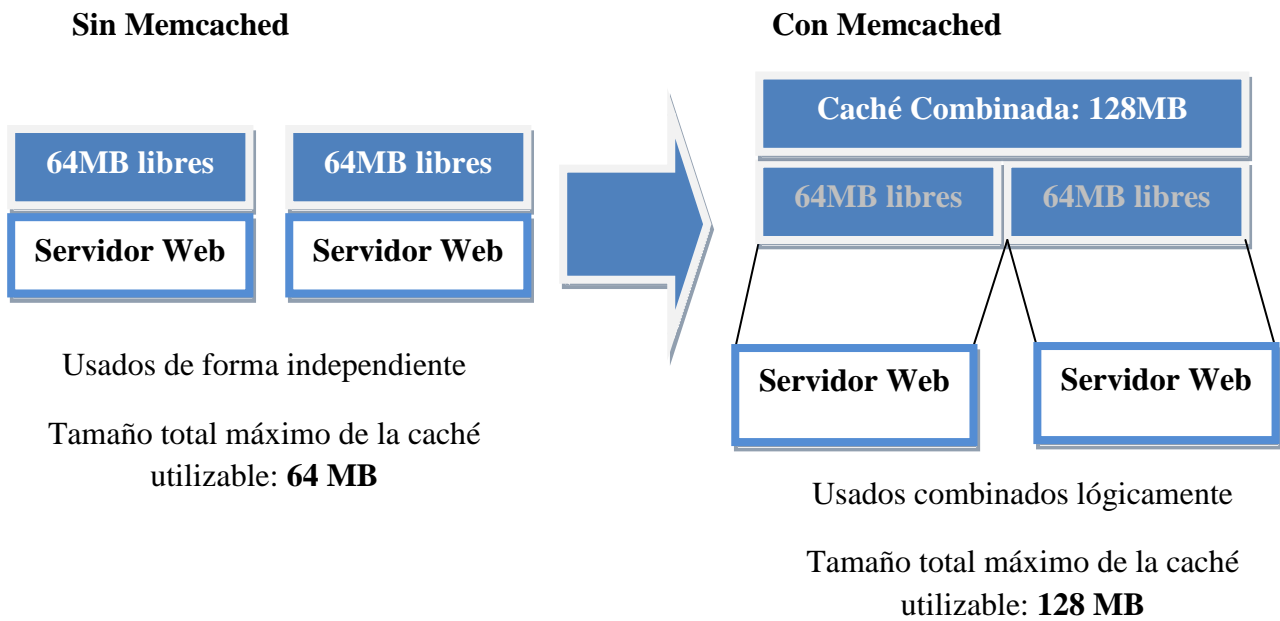 Sin Memcached
64MB libres
64MB libres
Servidor Web
Servidor Web
Usados de forma independiente
Tamaño total máximo de la caché
utilizable: 64 MB
Con Memcached
Caché Combinada: 128MB
64MB libres
64MB libres
Servidor Web
Servidor Web
Usados combinados lógicamente
Tamaño total máximo de la caché
utilizable: 128 MB